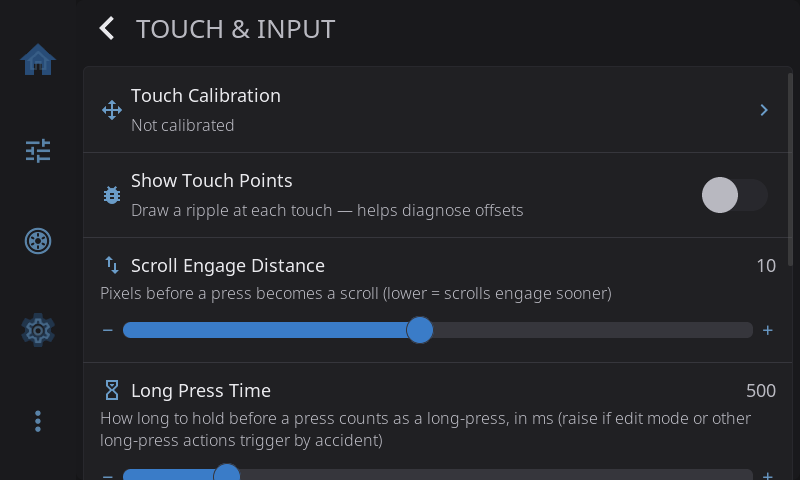 TOUCH & INPUT
Touch Calibration
Not calibrated
Show Touch Points
Draw a ripple at each touch — helps diagnose offsets
Scroll Engage Distance 10
Pixels before a press becomes a scroll (lower = scrolls engage sooner)
− +
Long Press Time 500
How long to hold before a press counts as a long-press, in ms (raise if edit mode or other
long-press actions trigger by accident)
− +